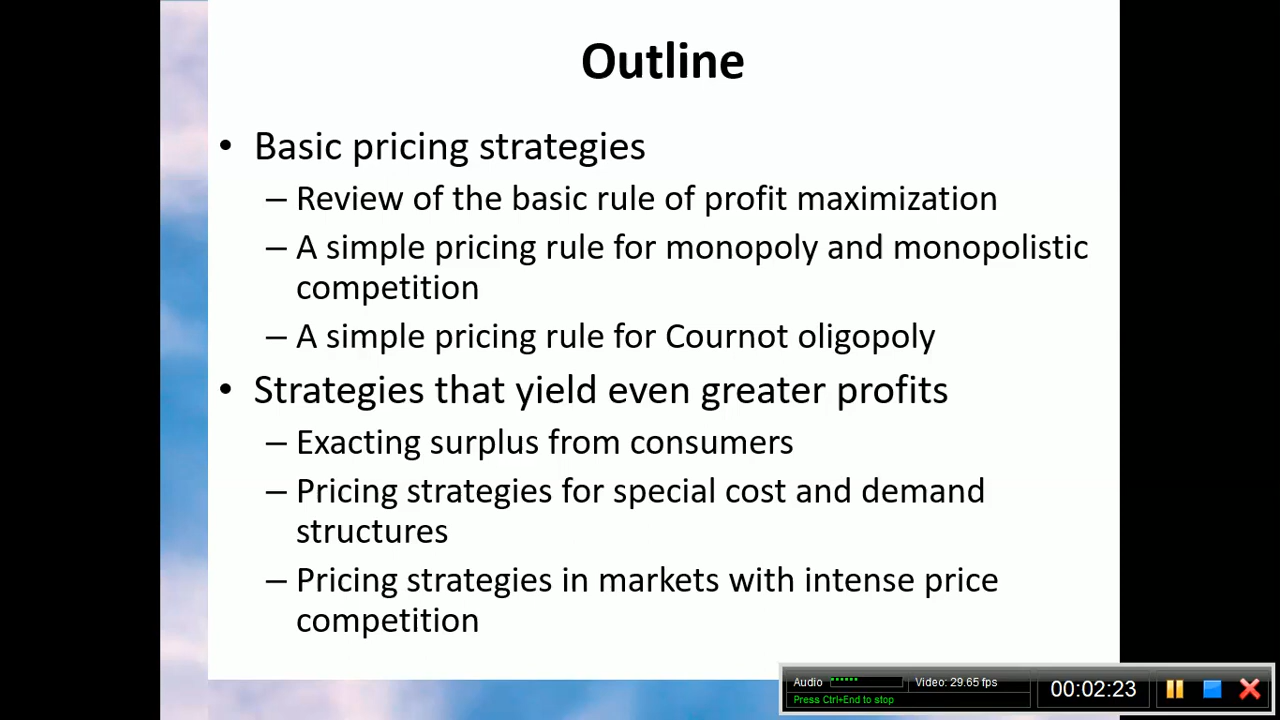 Outline
• Basic pricing strategies
– Review of the basic rule of profit maximization
– A simple pricing rule for monopoly and monopolistic
competition
– A simple pricing rule for Cournot oligopoly
• Strategies that yield even greater profits
– Exacting surplus from consumers
– Pricing strategies for special cost and demand
structures
– Pricing strategies in markets with intense price
competition
Audio Video: 29.65 fps 00:02:23
Press Ctrl+End to stop